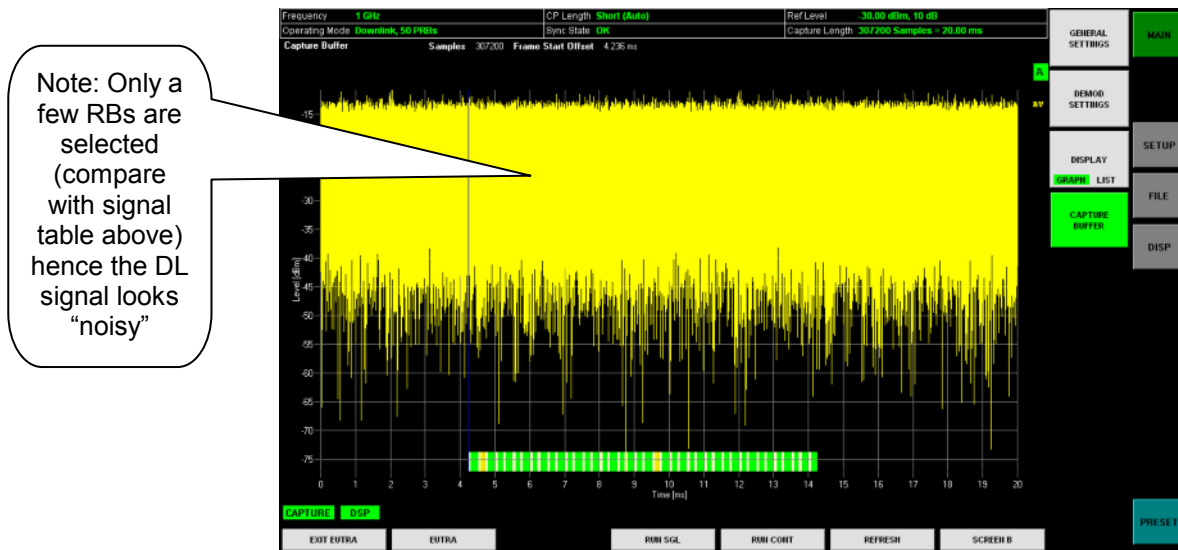 Note: Only a
few RBs are
selected
(compare
with signal
table above)
hence the DL
signal looks
“noisy”
Frequency 1 GHz CP Length Short (Auto) Ref Level -30.00 dBm, 10 dB
Operating Mode Downlink, 50 PRBs Sync State OK Capture Length 307200 Samples = 20.00 ms
Capture Buffer Samples 307200 Frame Start Offset 4.236 ms
A
av
-15
-30
-35
-40
-45
-50
-55
-60
-65
-70
-75
Level [dBm]
0 1 2 3 4 5 6 7 8 9 10 11 12 13 14 15 16 17 18 19 20
Time [ms]
CAPTURE DSP
EXIT EUTRA EUTRA RUN SGL RUN CONT REFRESH SCREEN B
GENERAL
SETTINGS
DEMOD
SETTINGS
DISPLAY
GRAPH LIST
CAPTURE
BUFFER
MAIN
SETUP
FILE
DISP
PRESET